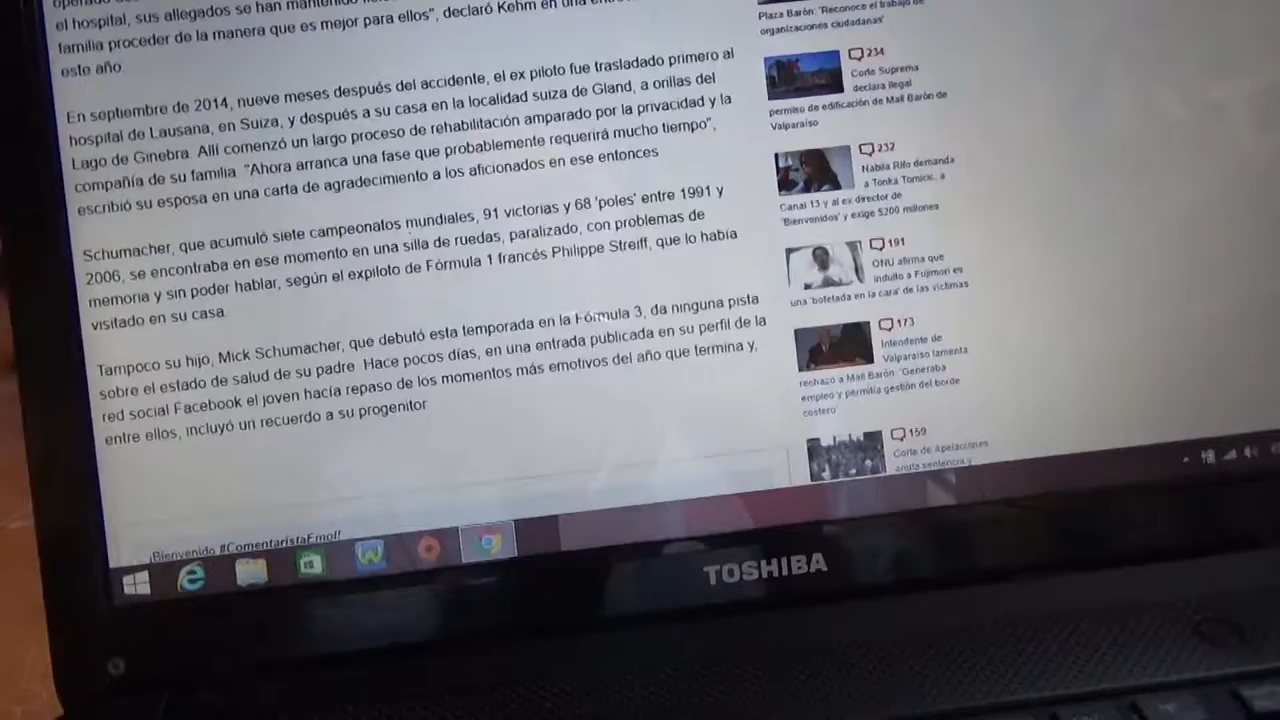 el hospital, sus allegados se han
familia proceder de la manera que es mejor para ellos", declaró Kehm en una
este año
En septiembre de 2014, nueve meses después del accidente, el ex piloto fue trasladado primero al
hospital de Lausana, en Suiza, y después a su casa en la localidad suiza de Gland, a orillas del
Lago de Ginebra. Allí comenzó un largo proceso de rehabilitación amparado por la privacidad y la
compañía de su familia. "Ahora arranca una fase que probablemente requerirá mucho tiempo",
escribió su esposa en una carta de agradecimiento a los aficionados en ese entonces
Schumacher, que acumuló siete campeonatos mundiales, 91 victorias y 68 'poles' entre 1991 y
2006, se encontraba en ese momento en una silla de ruedas, paralizado, con problemas de
memoria y sin poder hablar, según el expiloto de Fórmula 1 francés Philippe Streiff, que lo había
visitado en su casa.
Tampoco su hijo, Mick Schumacher, que debutó esta temporada en la Fórmula 3, da ninguna pista
sobre el estado de salud de su padre. Hace pocos días, en una entrada publicada en su perfil de la
red social Facebook el joven hacía repaso de los momentos más emotivos del año que termina y,
entre ellos, incluyó un recuerdo a su progenitor
¡Bienvenido #ComentaristaEmol!
Plaza Barón: 'Reconoce el trabajo de
organizaciones ciudadanas'
234
Corte Suprema
declara ilegal
permiso de edificación de Mall Barón de
Valparaíso
232
Nabila Rifo demanda
a Tonka Tomicic, a
Canal 13 y al ex director de
'Bienvenidos' y exige $200 millones
191
ONU afirma que
indulto a Fujimori es
una 'bofetada en la cara' de las víctimas
173
Intendente de
Valparaíso lamenta
rechazo a Mall Barón: 'Generaba
empleo y permitía gestión del borde
costero'
159
Corte de Apelaciones
anula sentencia y
TOSHIBA